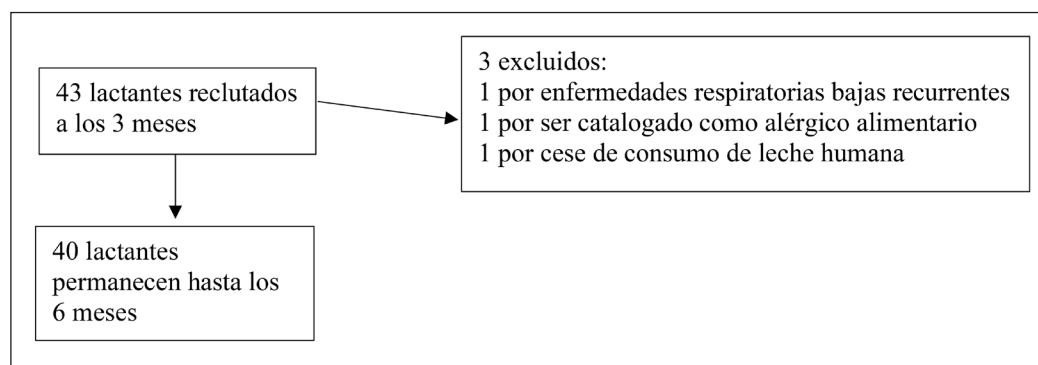 43 lactantes reclutados
a los 3 meses
3 excluidos:
1 por enfermedades respiratorias bajas recurrentes
1 por ser catalogado como alérgico alimentario
1 por cese de consumo de leche humana
40 lactantes
permanecen hasta los
6 meses